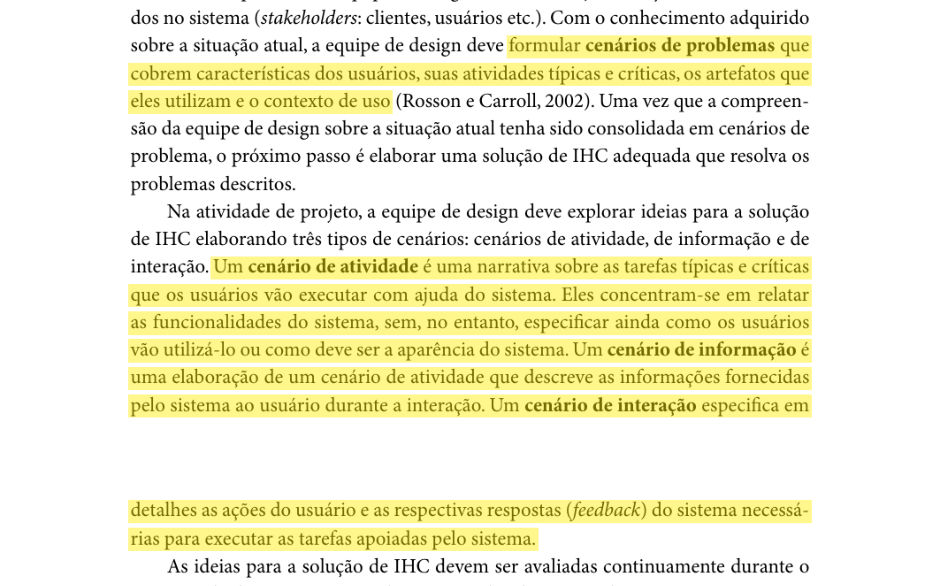 dos no sistema (stakeholders: clientes, usuários etc.). Com o conhecimento adquirido
sobre a situação atual, a equipe de design deve formular cenários de problemas que
cobrem características dos usuários, suas atividades típicas e críticas, os artefatos que
eles utilizam e o contexto de uso (Rosson e Carroll, 2002). Uma vez que a compreen-
são da equipe de design sobre a situação atual tenha sido consolidada em cenários de
problema, o próximo passo é elaborar uma solução de IHC adequada que resolva os
problemas descritos.
Na atividade de projeto, a equipe de design deve explorar ideias para a solução
de IHC elaborando três tipos de cenários: cenários de atividade, de informação e de
interação. Um cenário de atividade é uma narrativa sobre as tarefas típicas e críticas
que os usuários vão executar com ajuda do sistema. Eles concentram-se em relatar
as funcionalidades do sistema, sem, no entanto, especificar ainda como os usuários
vão utilizá-lo ou como deve ser a aparência do sistema. Um cenário de informação é
uma elaboração de um cenário de atividade que descreve as informações fornecidas
pelo sistema ao usuário durante a interação. Um cenário de interação especifica em
detalhes as ações do usuário e as respectivas respostas (feedback) do sistema necessá-
rias para executar as tarefas apoiadas pelo sistema.
As ideias para a solução de IHC devem ser avaliadas continuamente durante o